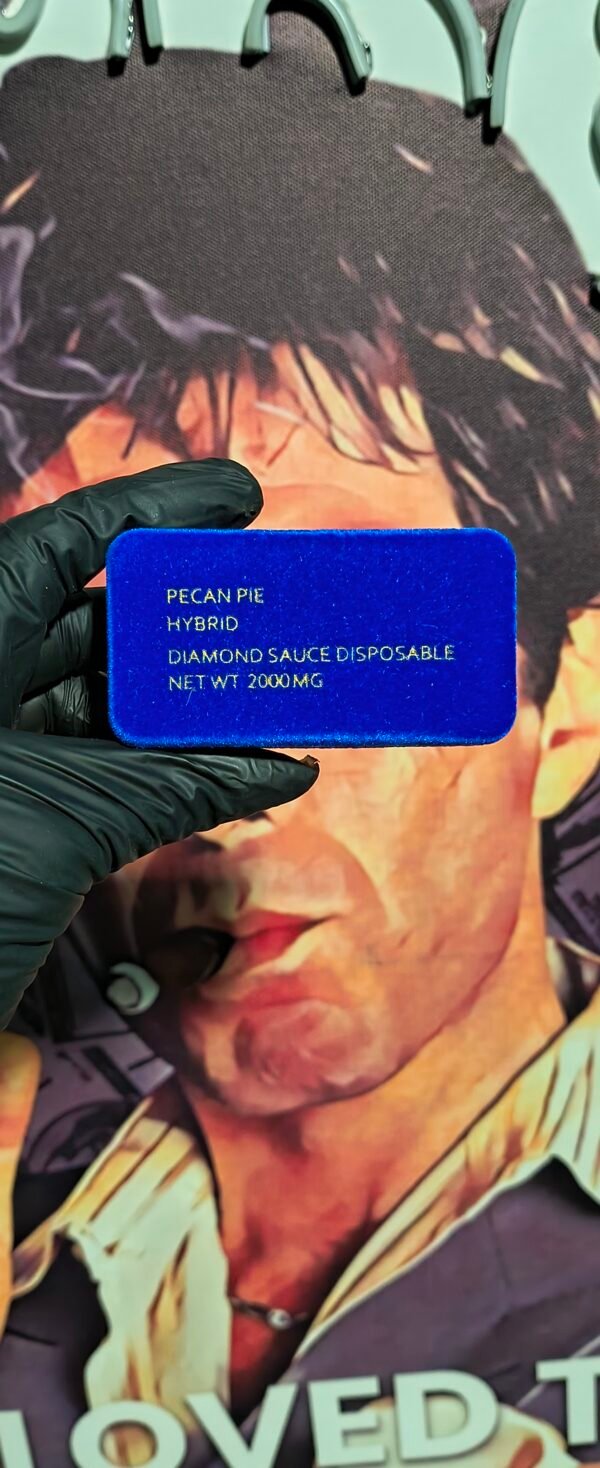 PECAN PIE
HYBRID
DIAMOND SAUCE DISPOSABLE
NET WT 2000MG
LOVED T